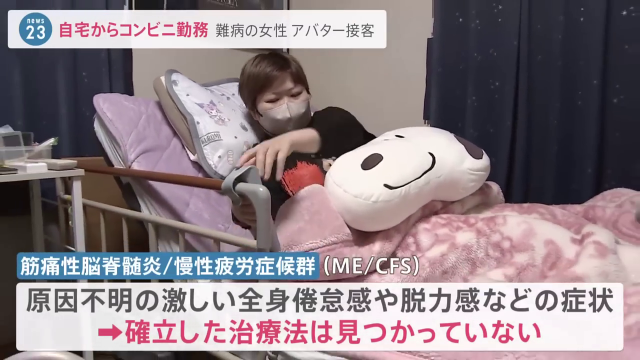 news 23
自宅からコンビニ勤務 難病の女性 アバター接客
筋痛性脳脊髄炎/慢性疲労症候群 (ME/CFS)
原因不明の激しい全身倦怠感や脱力感などの症状
➡確立した治療法は見つかっていない